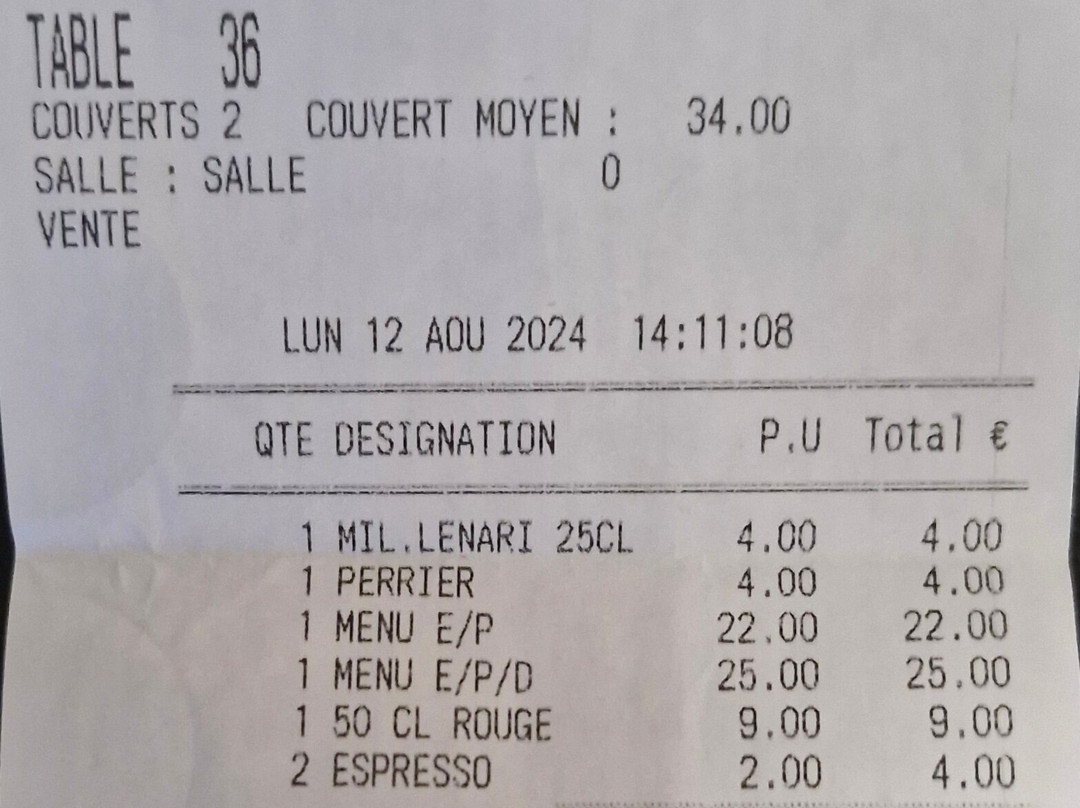 TABLE 36
COUVERTS 2 COUVERT MOYEN : 34.00
SALLE : SALLE 0
VENTE
LUN 12 AOU 2024 14:11:08
QTE DESIGNATION P.U Total €
1 MIL.LENARI 25CL 4.00 4.00
1 PERRIER 4.00 4.00
1 MENU E/P 22.00 22.00
1 MENU E/P/D 25.00 25.00
1 50 CL ROUGE 9.00 9.00
2 ESPRESSO 2.00 4.00